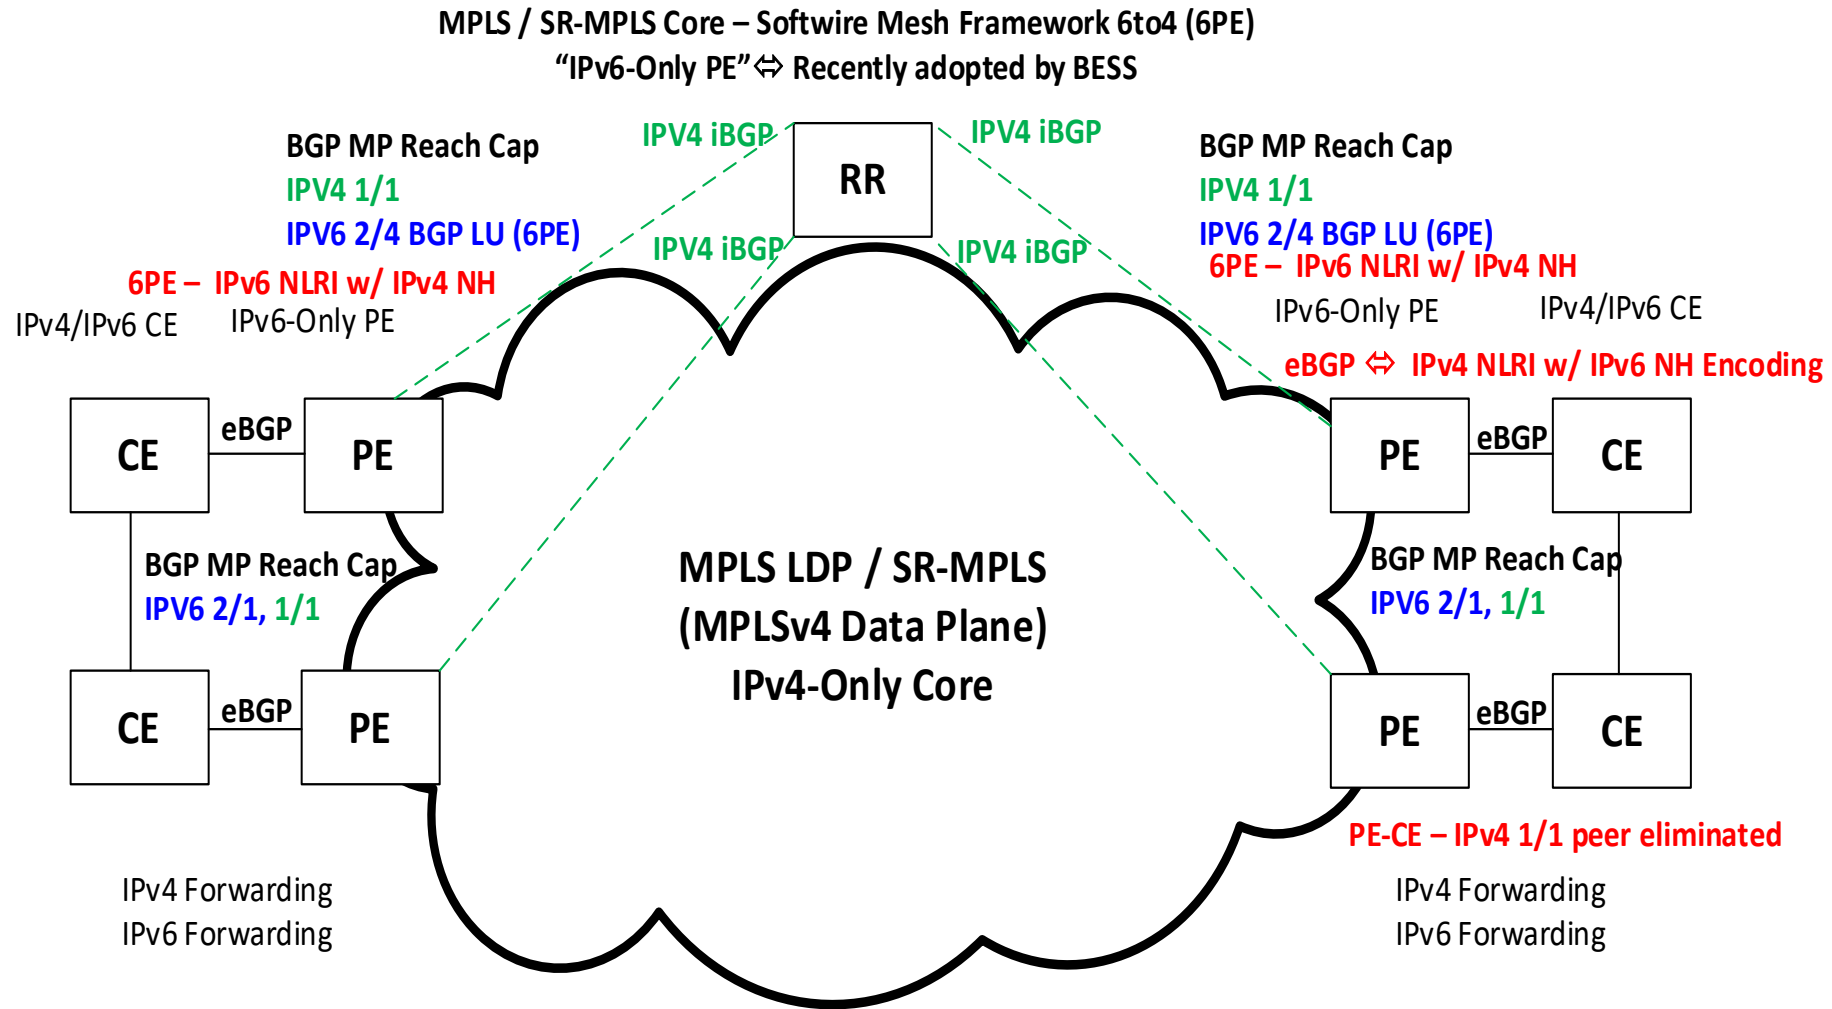 MPLS / SR-MPLS Core – Softwire Mesh Framework 6to4 (6PE)
“IPv6-Only PE”⬄ Recently adopted by BESS
IPV4 iBGP
IPV4 iBGP
BGP MP Reach Cap
IPV4 1/1
IPV6 2/4 BGP LU (6PE)
RR
BGP MP Reach Cap
IPV4 1/1
IPV6 2/4 BGP LU (6PE)
IPV4 iBGP
IPV4 iBGP
6PE – IPv6 NLRI w/ IPv4 NH
6PE – IPv6 NLRI w/ IPv4 NH
IPv4/IPv6 CE
IPv6-Only PE
IPv6-Only PE
IPv4/IPv6 CE
eBGP ⬄ IPv4 NLRI w/ IPv6 NH Encoding
CE
eBGP
PE
PE
eBGP
CE
BGP MP Reach Cap
IPV6 2/1, 1/1
MPLS LDP / SR-MPLS
(MPLSv4 Data Plane)
IPv4-Only Core
BGP MP Reach Cap
IPV6 2/1, 1/1
CE
eBGP
PE
PE
eBGP
CE
PE-CE – IPv4 1/1 peer eliminated
IPv4 Forwarding
IPv6 Forwarding
IPv4 Forwarding
IPv6 Forwarding